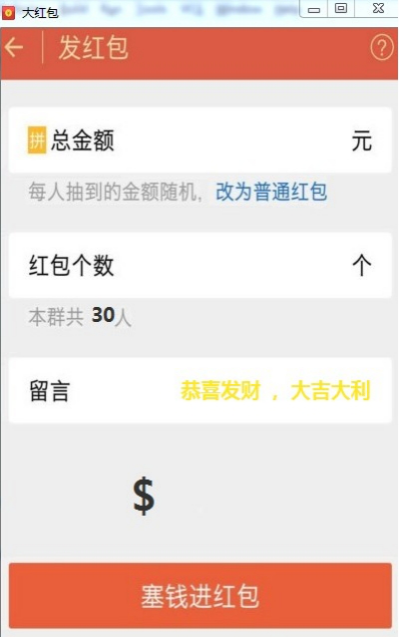 大红包
发红包
拼 总金额 元
每人抽到的金额随机，改为普通红包
红包个数 个
本群共 30人
留言 恭喜发财 ，大吉大利
$
塞钱进红包